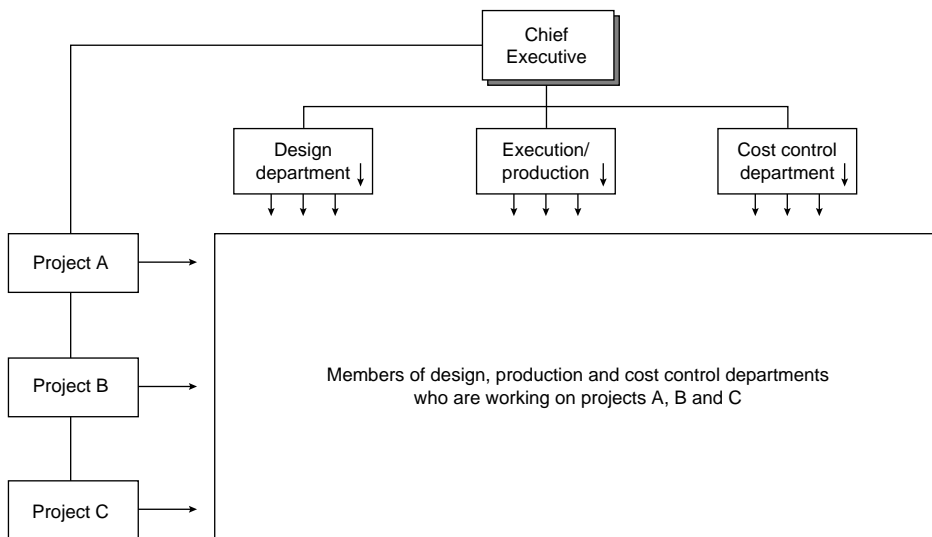 Chief
Executive
Design
department
Execution/
production
Cost control
department
Project A
Project B
Members of design, production and cost control departments
who are working on projects A, B and C
Project C